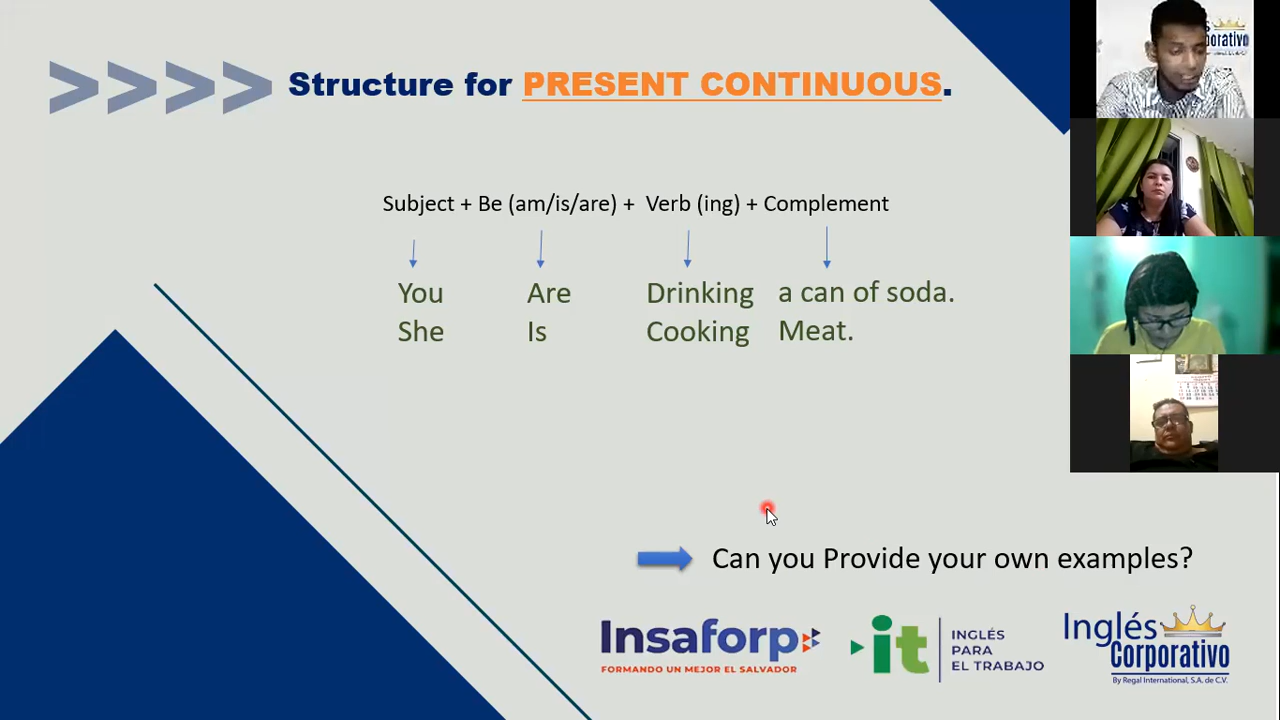 >>>> Structure for PRESENT CONTINUOUS.
Subject + Be (am/is/are) + Verb (ing) + Complement
You Are Drinking a can of soda.
She Is Cooking Meat.
Can you Provide your own examples?
Insaforp
FORMANDO UN MEJOR EL SALVADOR
it
INGLÉS
PARA
EL TRABAJO
Inglés
Corporativo
By Regal International, S.A. de C.V.